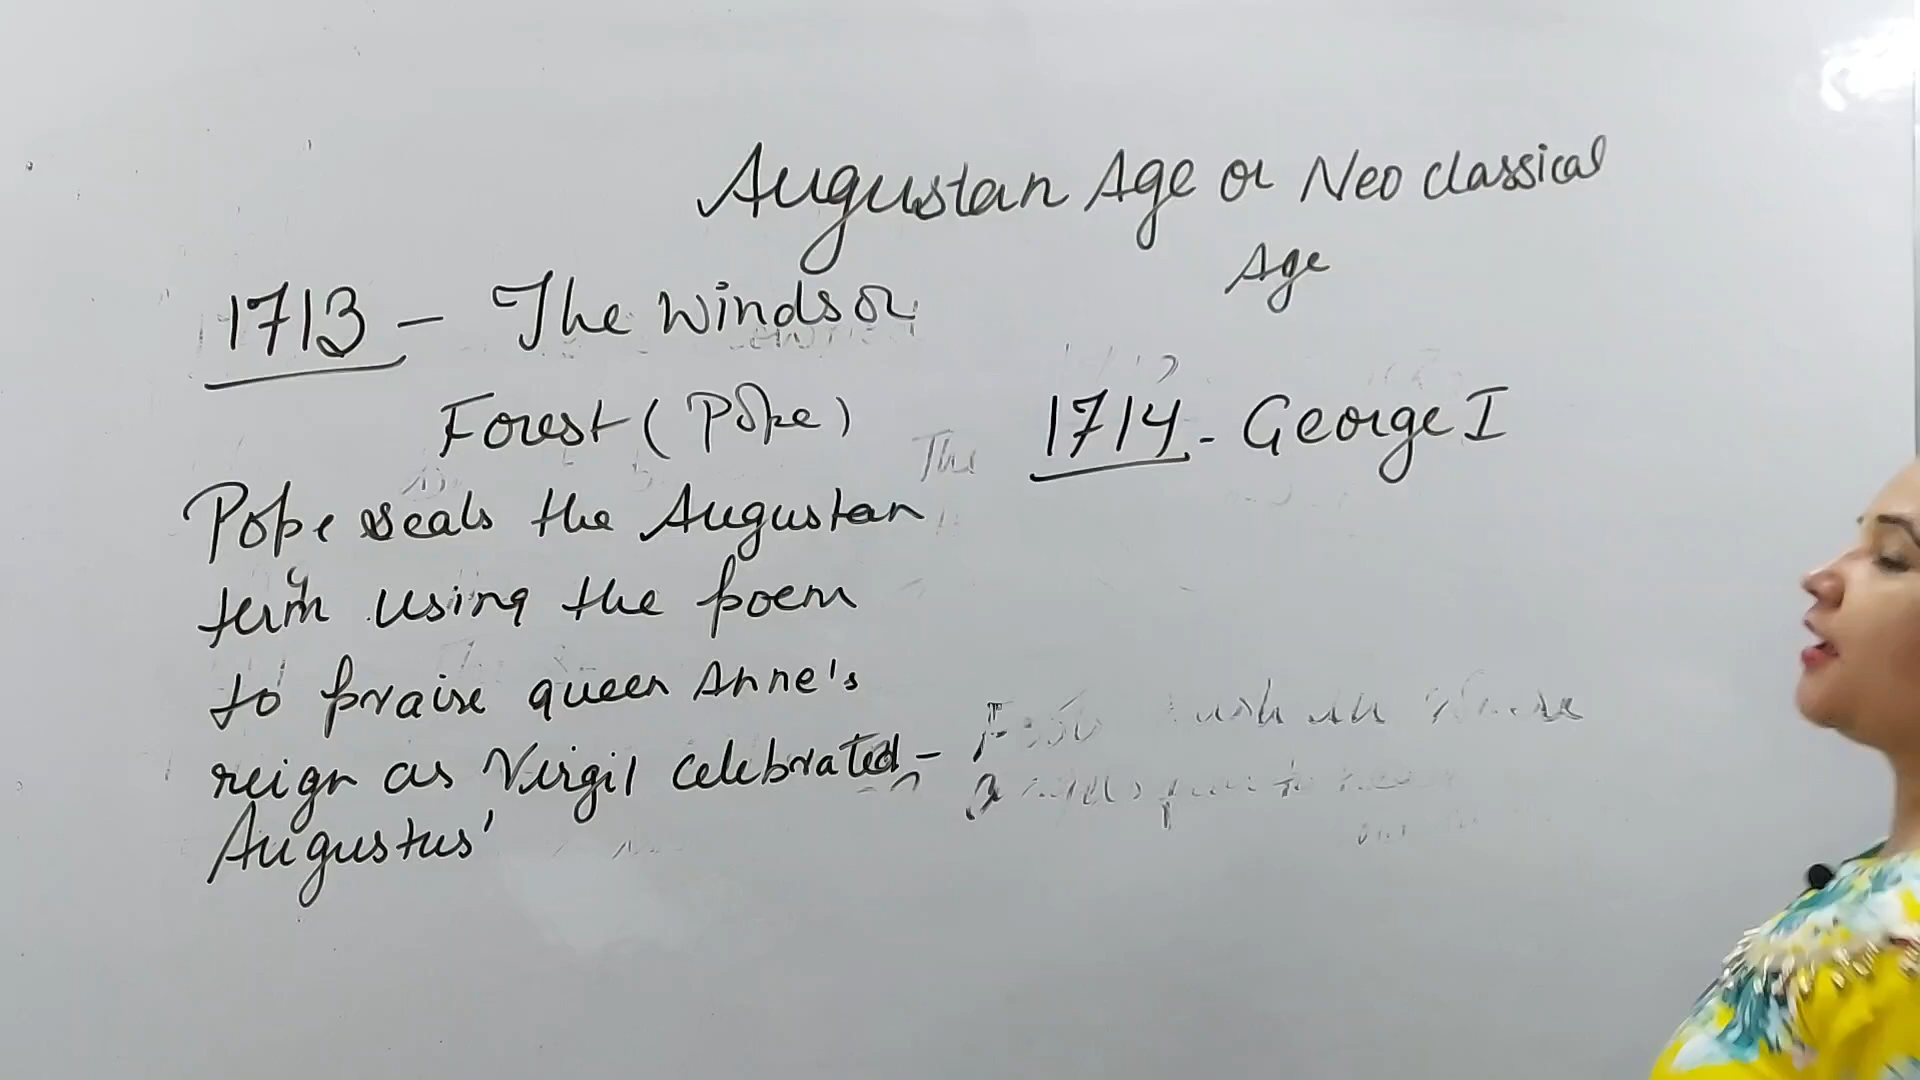 Augustan Age or Neo classical
Age
1713 - The Windsor
Forest (Pope)
The
1714 - George I
Pope seals the Augustan
term using the poem
to praise queen Anne's
reign as Virgil celebrated -
Augustus'